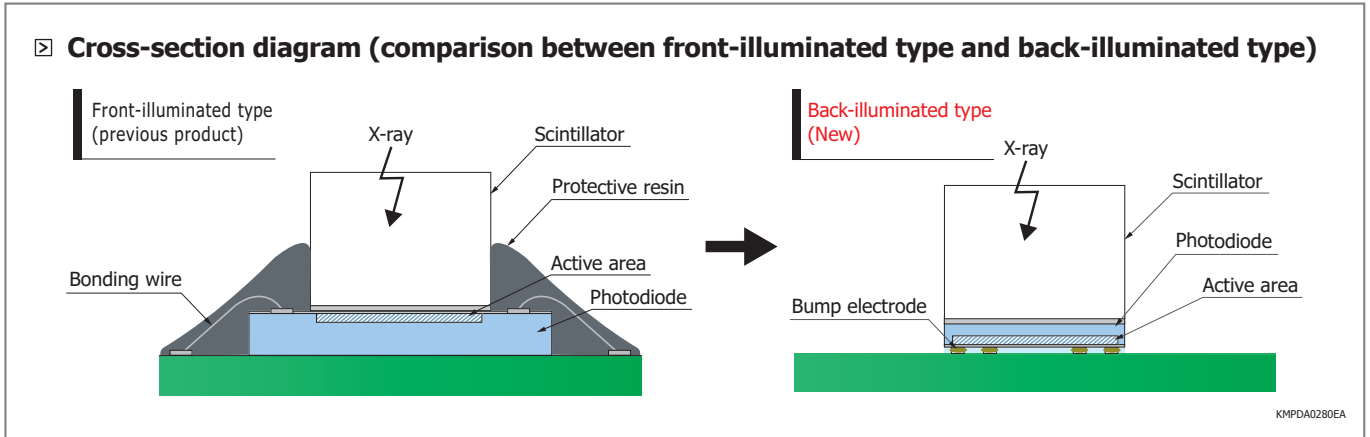 Cross-section diagram (comparison between front-illuminated type and back-illuminated type)
Front-illuminated type
(previous product)
X-ray
Scintillator
Protective resin
Bonding wire
Active area
Photodiode
Back-illuminated type
(New)
X-ray
Scintillator
Photodiode
Active area
Bump electrode
KMPDA0280EA